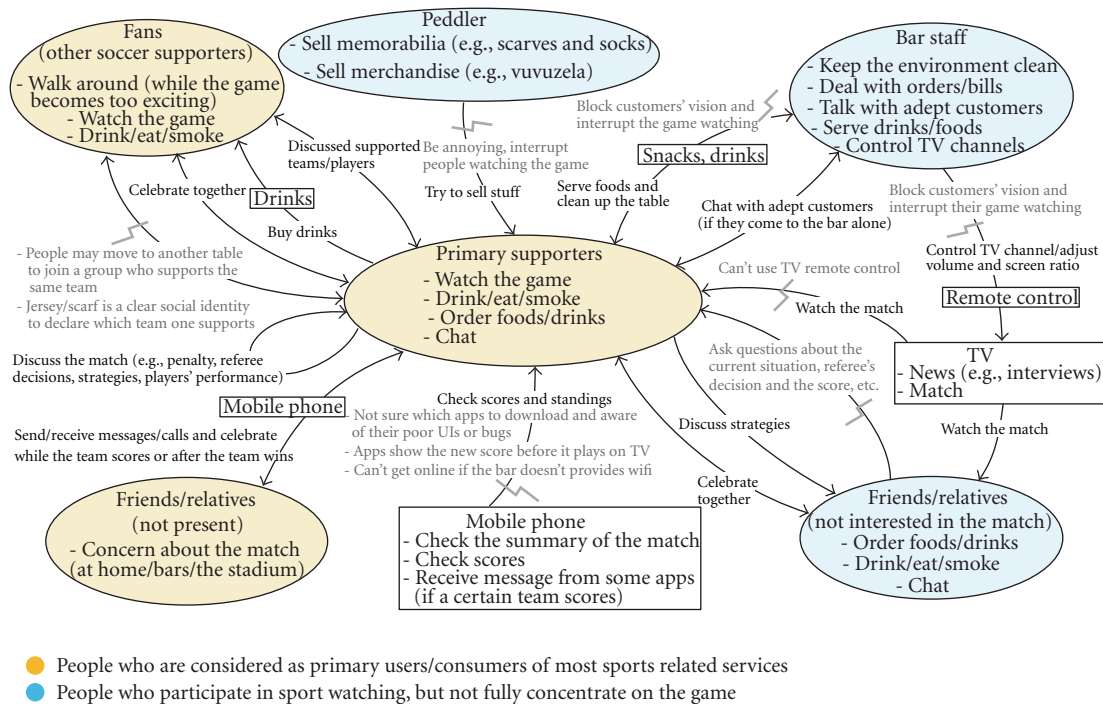 Fans
(other soccer supporters)
- Walk around (while the game
becomes too exciting)
- Watch the game
- Drink/eat/smoke
Peddler
- Sell memorabilia (e.g., scarves and socks)
- Sell merchandise (e.g., vuvuzela)
Bar staff
- Keep the environment clean
- Deal with orders/bills
- Talk with adept customers
- Serve drinks/foods
- Control TV channels
Block customers' vision and
interrupt the game watching
Snacks, drinks
Serve foods and
clean up the table
Discussed supported
teams/players
Be annoying, interrupt
people watching the game
Try to sell stuff
Celebrate together
Drinks
Buy drinks
Chat with adept customers
(if they come to the bar alone)
Block customers' vision and
interrupt their game watching
Control TV channel/adjust
volume and screen ratio
Remote control
- People may move to another table
to join a group who supports the
same team
- Jersey/scarf is a clear social identity
to declare which team one supports
Primary supporters
- Watch the game
- Drink/eat/smoke
- Order foods/drinks
- Chat
Can't use TV remote control
Watch the match
TV
- News (e.g., interviews)
- Match
Discuss the match (e.g., penalty, referee
decisions, strategies, players' performance)
Ask questions about the
current situation, referee's
decision and the score, etc.
Mobile phone
Send/receive messages/calls and celebrate
while the team scores or after the team wins
Check scores and standings
- Not sure which apps to download and aware
of their poor UIs or bugs
- Apps show the new score before it plays on TV
- Can't get online if the bar doesn't provides wifi
Discuss strategies
Watch the match
Celebrate
together
Friends/relatives
(not present)
- Concern about the match
(at home/bars/the stadium)
Mobile phone
- Check the summary of the match
- Check scores
- Receive message from some apps
(if a certain team scores)
Friends/relatives
(not interested in the match)
- Order foods/drinks
- Drink/eat/smoke
- Chat
People who are considered as primary users/consumers of most sports related services
People who participate in sport watching, but not fully concentrate on the game